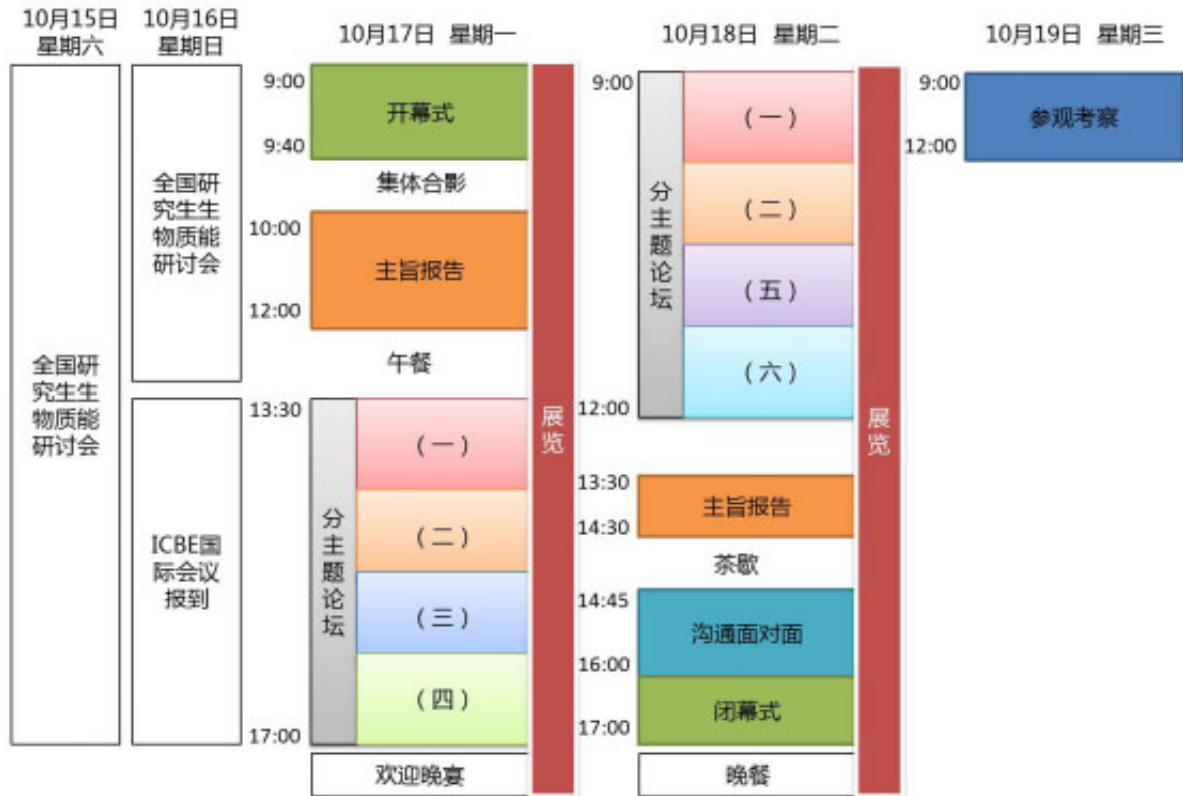 10月15日
星期六
全国研
究生生
物质能
研讨会
10月16日
星期日
全国研
究生生
物质能
研讨会
ICBE国
际会议
报到
10月17日 星期一
9:00
开幕式
9:40
集体合影
10:00
主旨报告
12:00
午餐
13:30
分主题论坛
（一）
（二）
（三）
（四）
17:00
欢迎晚宴
展览
10月18日 星期二
9:00
分主题论坛
（一）
（二）
（五）
（六）
12:00
13:30
主旨报告
14:30
茶歇
14:45
沟通面对面
16:00
闭幕式
17:00
晚餐
展览
10月19日 星期三
9:00
参观考察
12:00